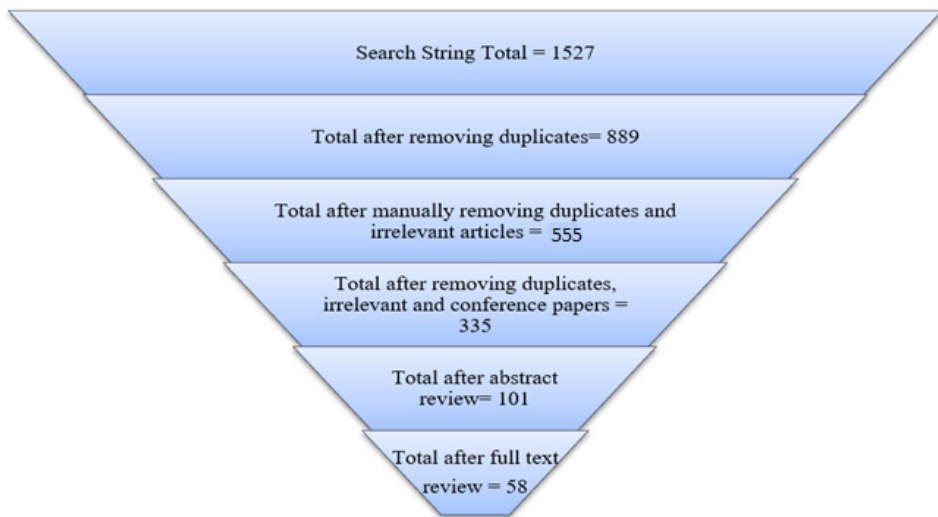 Search String Total = 1527
Total after removing duplicates= 889
Total after manually removing duplicates and
irrelevant articles = 555
Total after removing duplicates,
irrelevant and conference papers =
335
Total after abstract
review= 101
Total after full text
review = 58